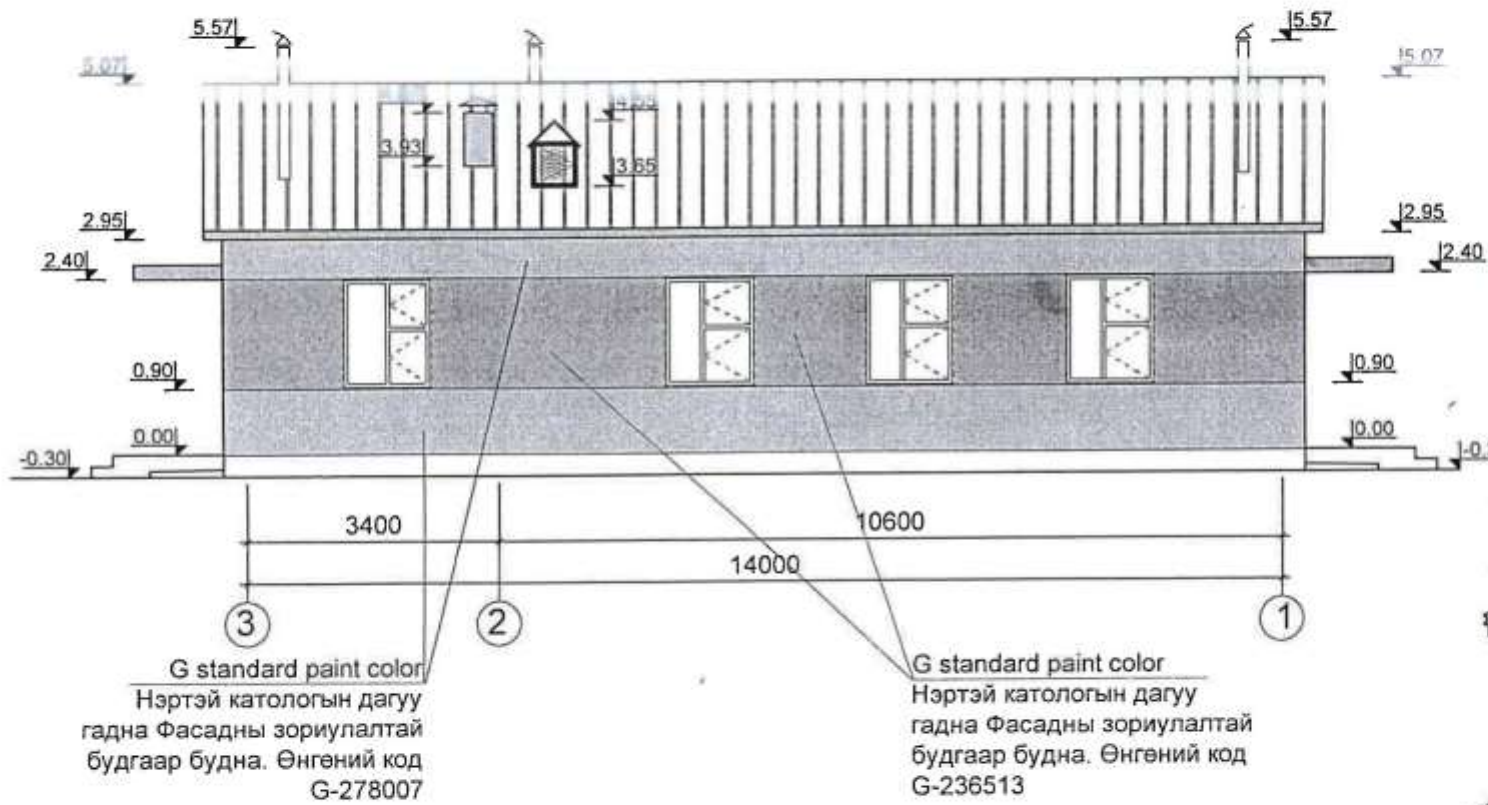 5.57
5.57
5.07
5.07
3.93
3.65
2.95
2.95
2.40
2.40
0.90
0.90
0.00
0.00
-0.30
3400
10600
14000
3
2
1
G standard paint color
Нэртэй катологын дагуу
гадна Фасадны зориулалтай
будгаар будна. Өнгөний код
G-278007
G standard paint color
Нэртэй катологын дагуу
гадна Фасадны зориулалтай
будгаар будна. Өнгөний код
G-236513